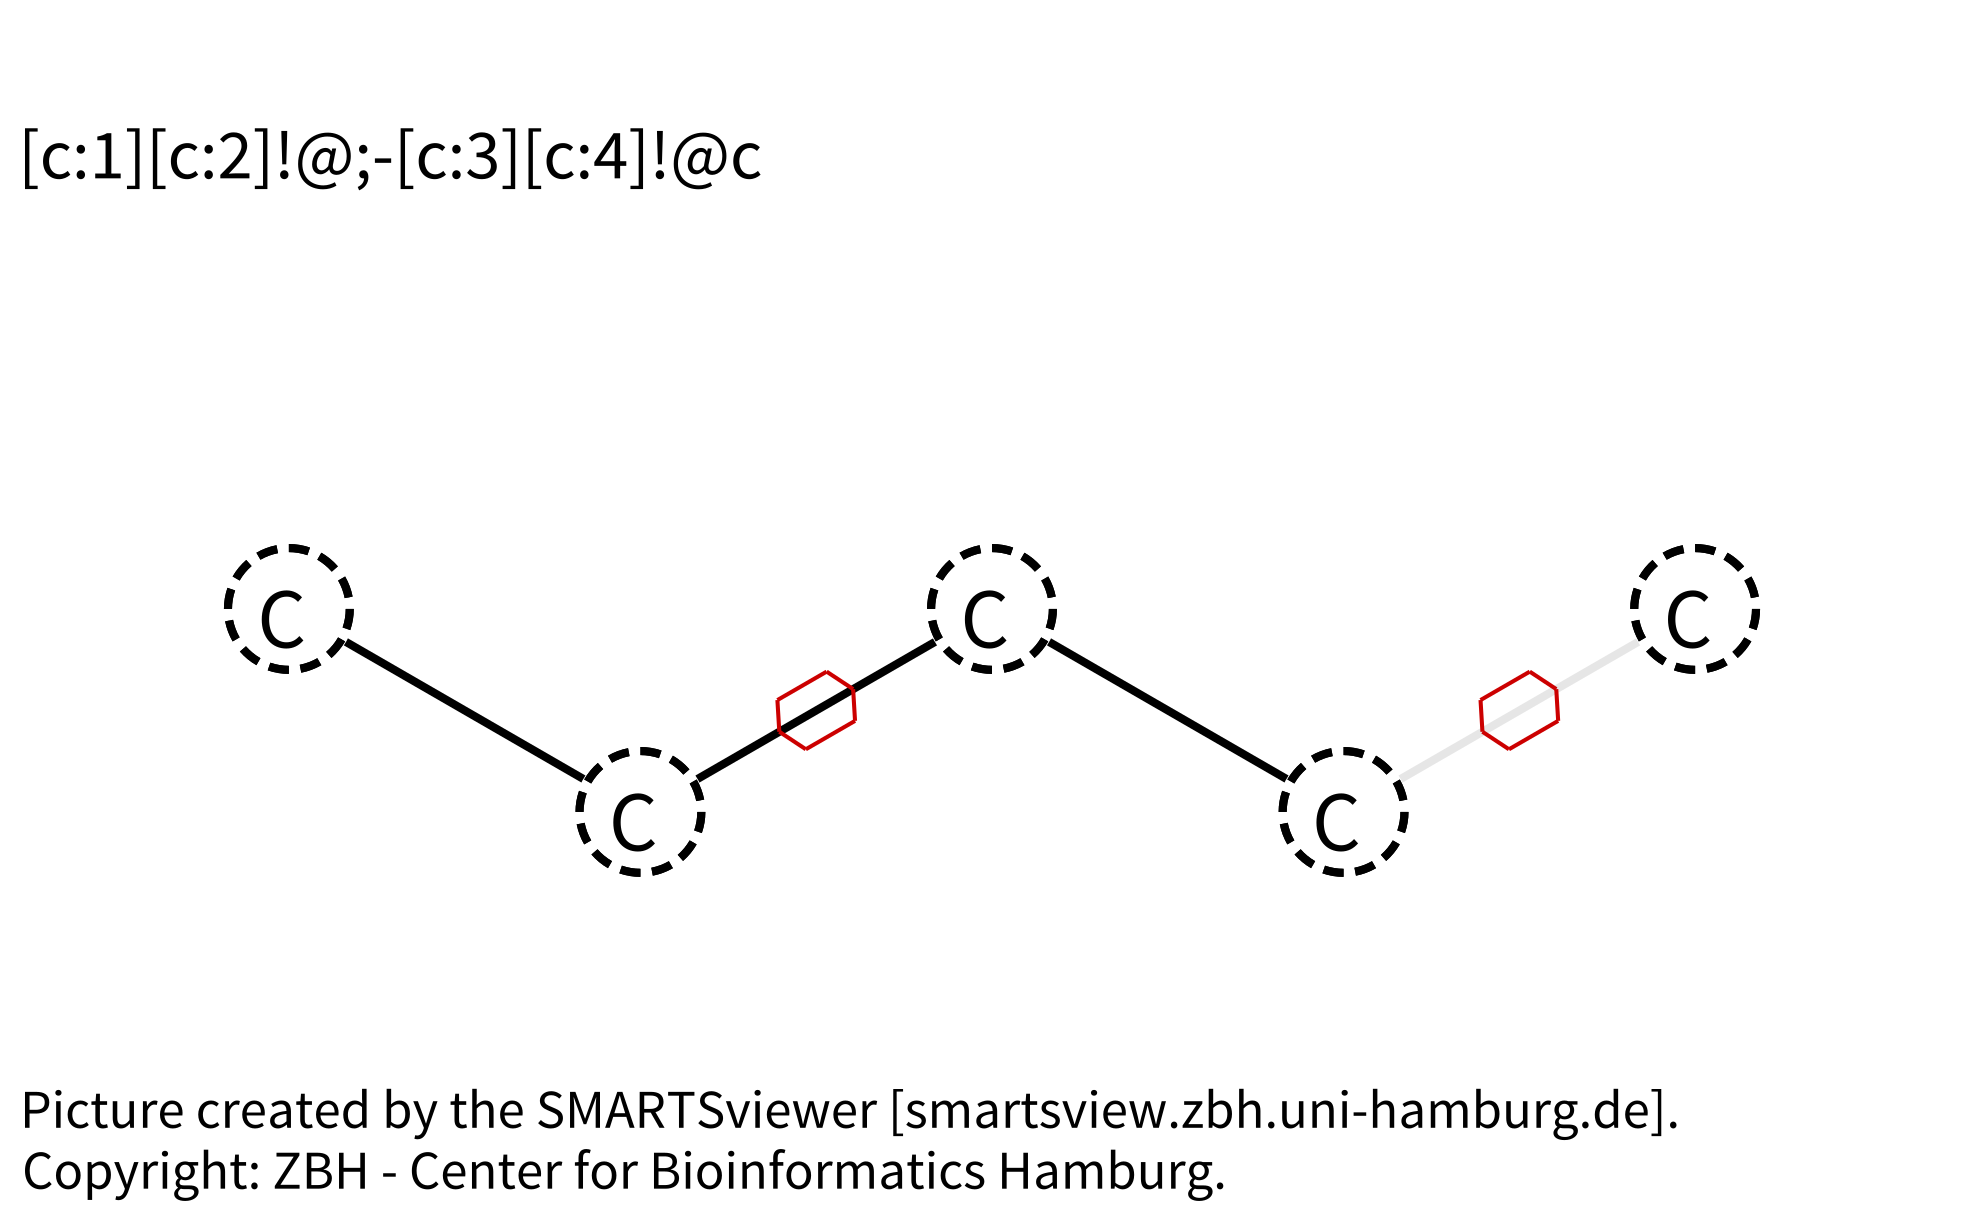 [c:1][c:2]!@;-[c:3][c:4]!@c
C C C
C C
Picture created by the SMARTSviewer [smartsview.zbh.uni-hamburg.de].
Copyright: ZBH - Center for Bioinformatics Hamburg.